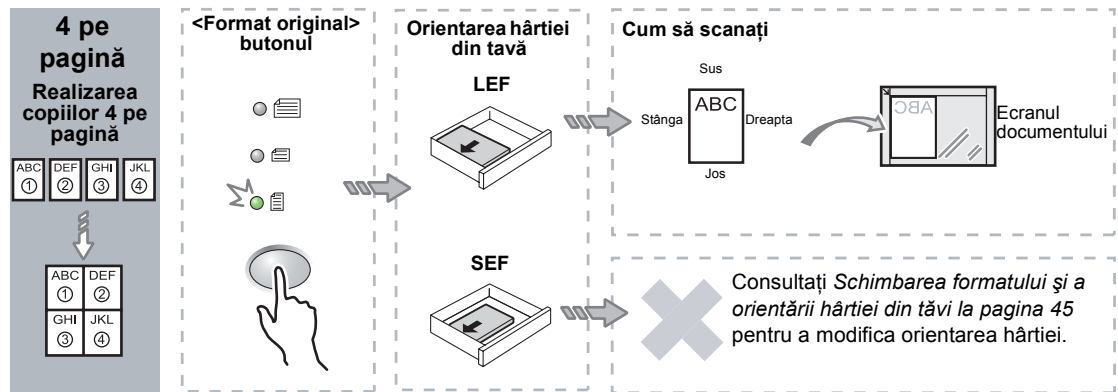 4 pe
pagină
Realizarea
copiilor 4 pe
pagină
ABC
DEF
GHI
JKL
①
②
③
④
ABC
DEF
①
②
GHI
JKL
③
④
<Format original>
butonul
Orientarea hârtiei
din tavă
LEF
SEF
Cum să scanați
Sus
ABC
Stânga
Dreapta
Jos
ABC
Ecranul
documentului
Consultați Schimbarea formatului şi a
orientării hârtiei din tăvi la pagina 45
pentru a modifica orientarea hârtiei.